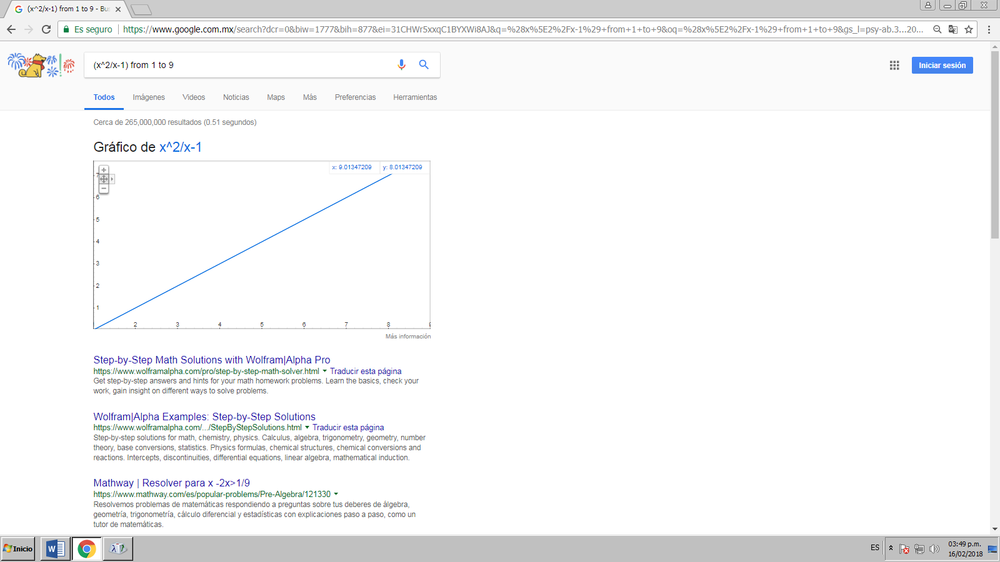 (x^2/x-1) from 1 to 9 - Bus
Es seguro
https://www.google.com.mx/search?dcr=0&biw=1777&bih=877&ei=31CHWr5xxqC1BYXWi8AJ&q=%28x%5E2%2Fx-1%29+from+1+to+9&oq=%28x%5E2%2Fx-1%29+from+1+to+9&gs_l=psy-ab.3...20...
(x^2/x-1) from 1 to 9
Iniciar sesión
Todos Imágenes Videos Noticias Maps Más Preferencias Herramientas
Cerca de 265,000,000 resultados (0.51 segundos)
Gráfico de x^2/x-1
x: 9.01347209 y: 8.01347209
7
6
5
4
3
2
1
2 3 4 5 6 7 8
Más información
Step-by-Step Math Solutions with Wolfram|Alpha Pro
https://www.wolframalpha.com/pro/step-by-step-math-solver.html Traducir esta página
Get step-by-step answers and hints for your math homework problems. Learn the basics, check your
work, gain insight on different ways to solve problems.
Wolfram|Alpha Examples: Step-by-Step Solutions
https://www.wolframalpha.com/.../StepByStepSolutions.html Traducir esta página
Step-by-step solutions for math, chemistry, physics. Calculus, algebra, trigonometry, geometry, number
theory, base conversions, statistics. Physics formulas, chemical structures, chemical conversions and
reactions. Intercepts, discontinuities, differential equations, linear algebra, mathematical induction.
Mathway | Resolver para x -2x>1/9
https://www.mathway.com/es/popular-problems/Pre-Algebra/121330
Resolvemos problemas de matemáticas respondiendo a preguntas sobre tus deberes de álgebra,
geometría, trigonometría, cálculo diferencial y estadísticas con explicaciones paso a paso, como un
tutor de matemáticas.
Inicio
ES
03:49 p.m.
16/02/2018